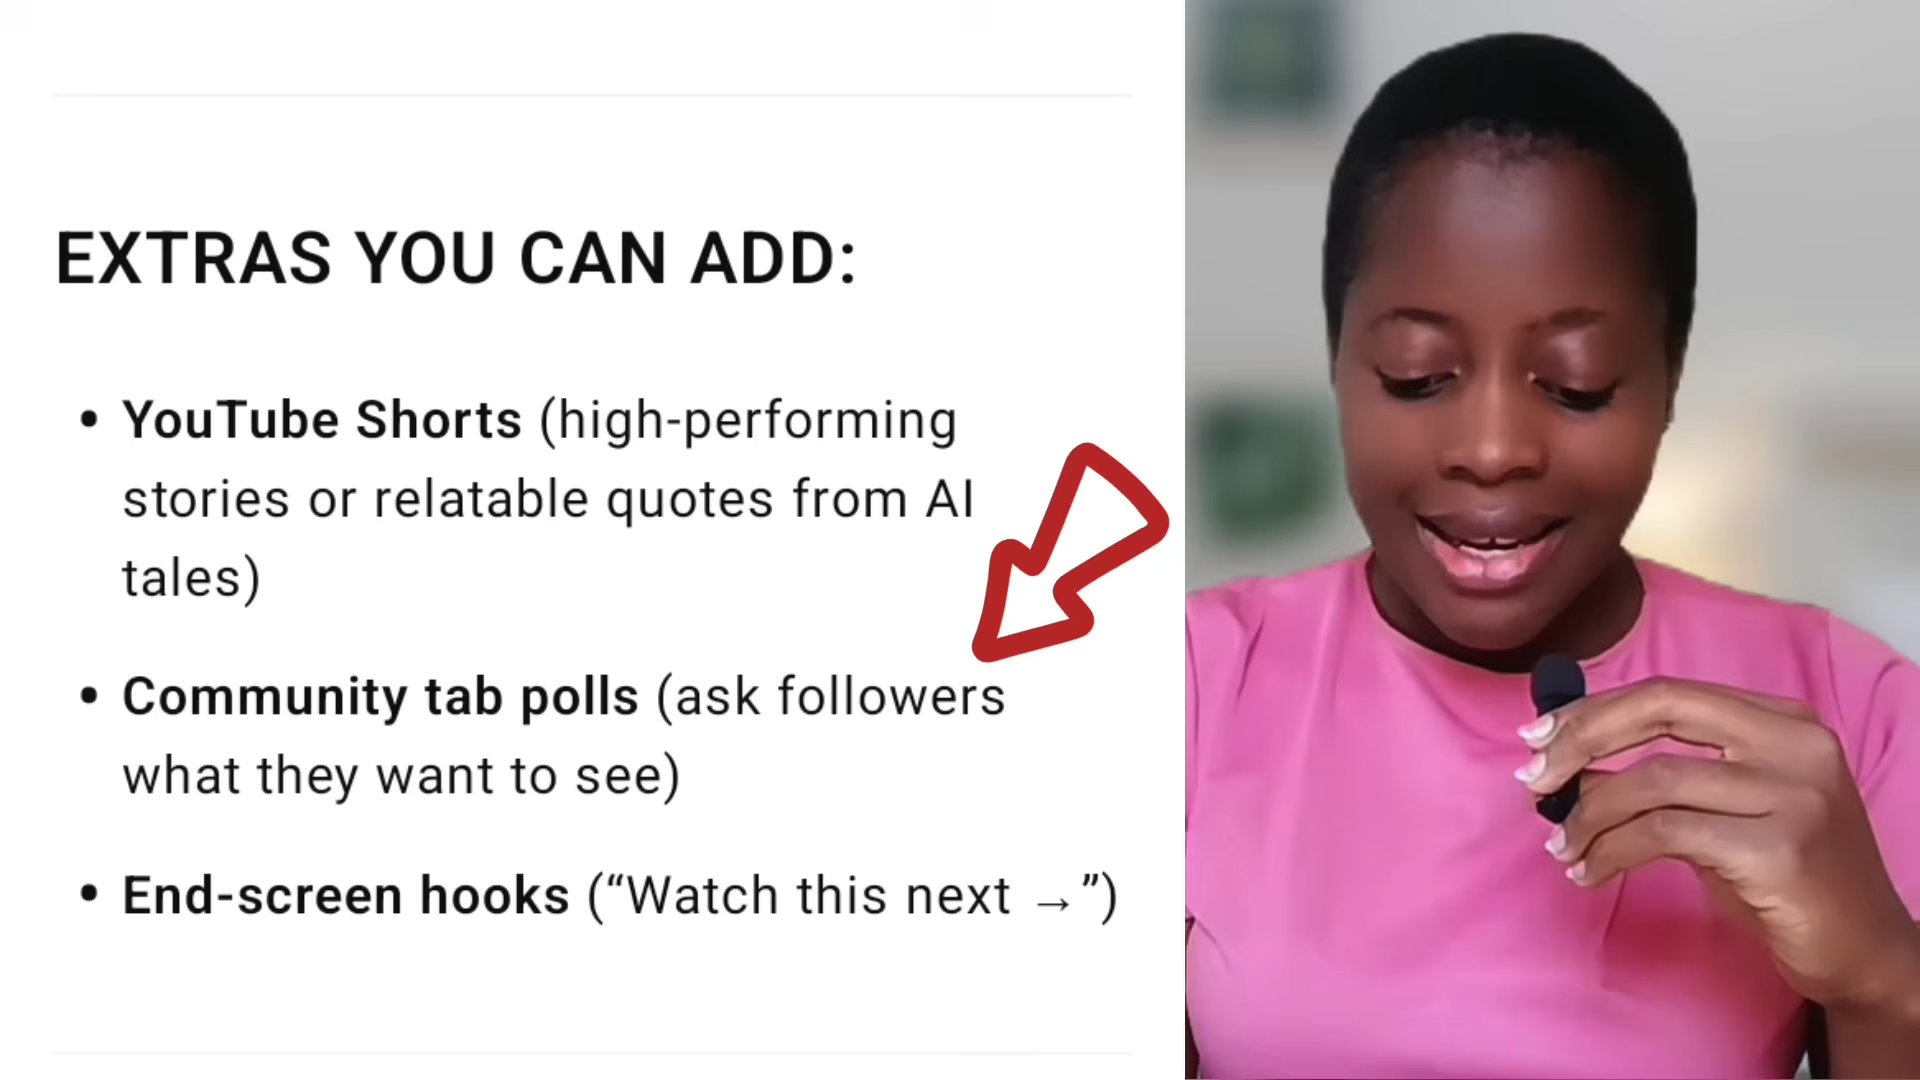 EXTRAS YOU CAN ADD:
• YouTube Shorts (high-performing
stories or relatable quotes from AI
tales)
• Community tab polls (ask followers
what they want to see)
• End-screen hooks (“Watch this next →”)